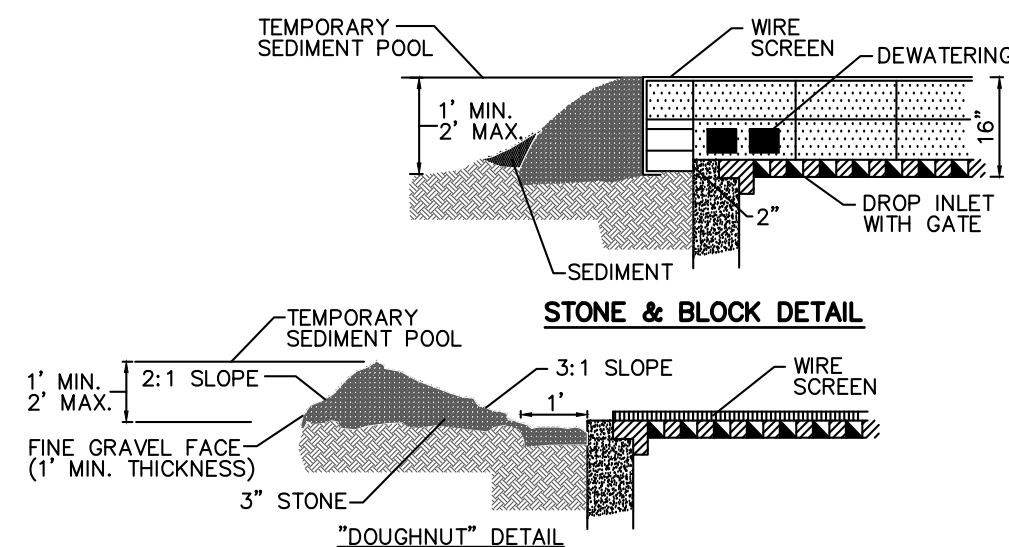 TEMPORARY
SEDIMENT POOL
WIRE
SCREEN
DEWATERING
1' MIN.
2' MAX.
16"
DROP INLET
WITH GATE
2"
SEDIMENT
STONE & BLOCK DETAIL
TEMPORARY
SEDIMENT POOL
1' MIN.
2' MAX.
2:1 SLOPE
3:1 SLOPE
1'
WIRE
SCREEN
FINE GRAVEL FACE
(1' MIN. THICKNESS)
3" STONE
"DOUGHNUT" DETAIL